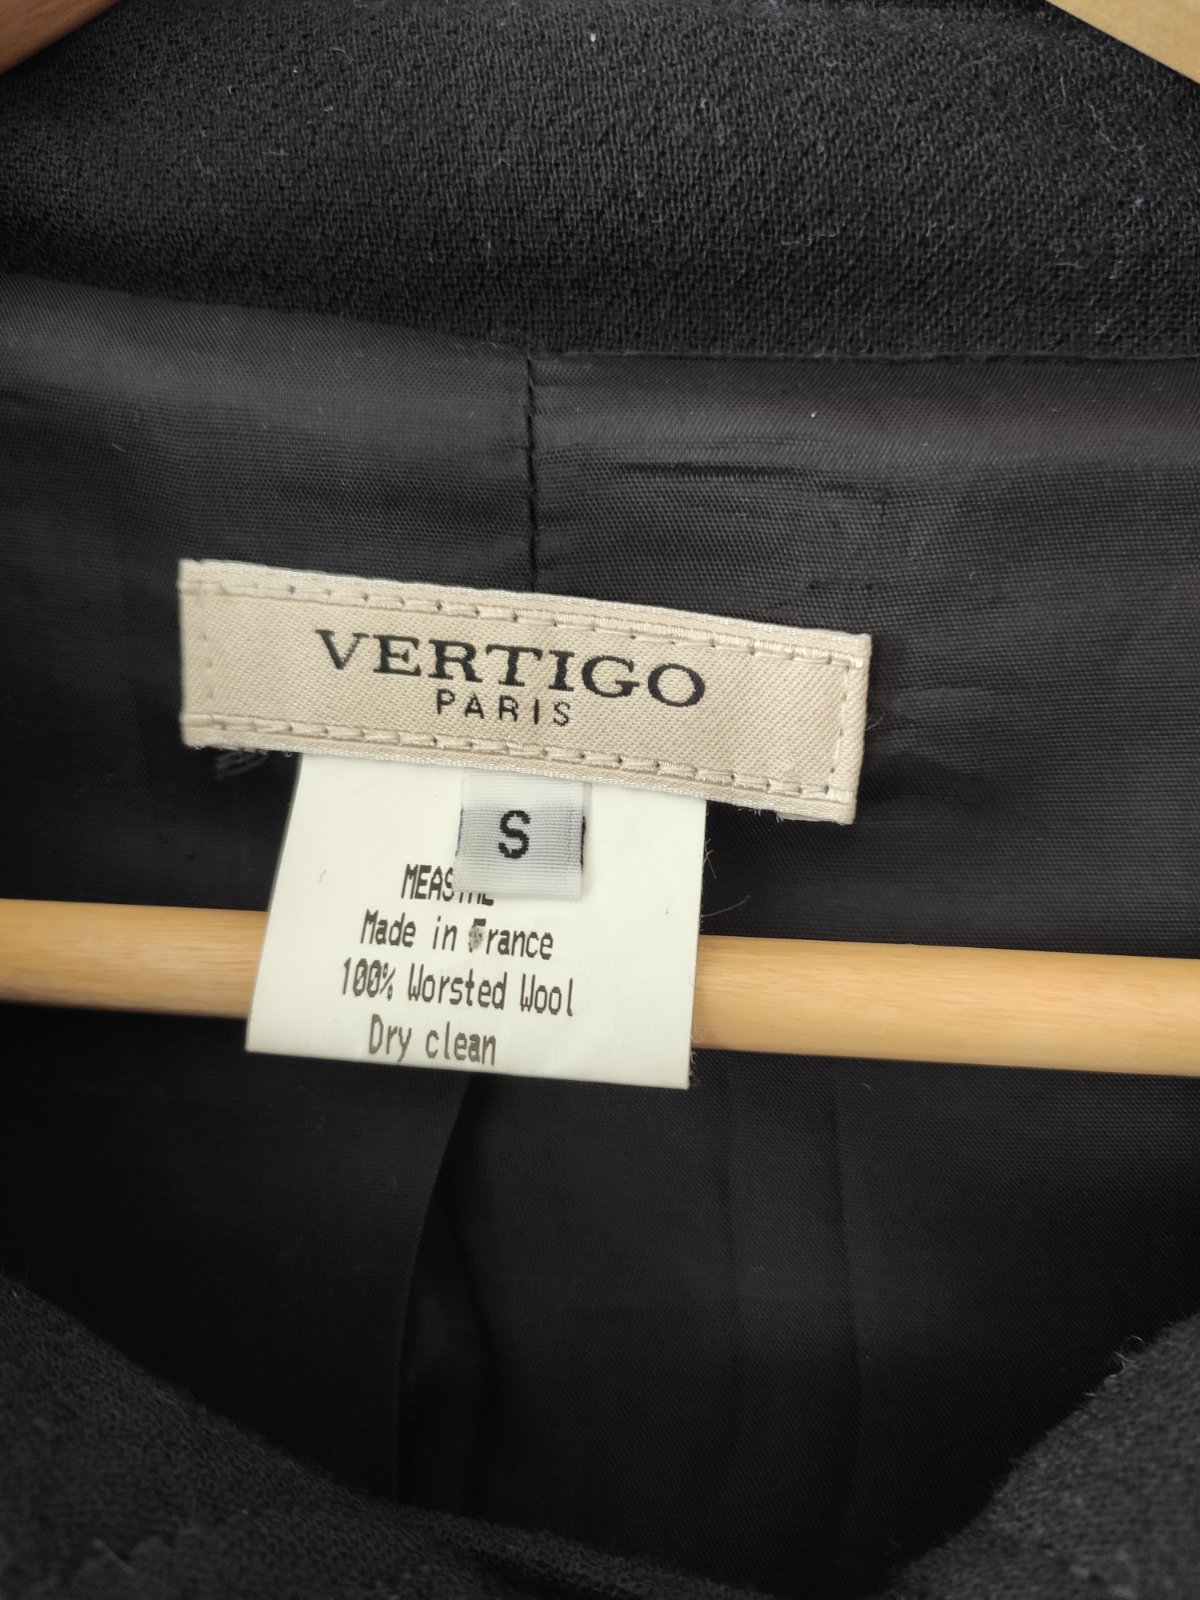 VERTIGO
PARIS
S
Made in France
100% Worsted Wool
Dry clean